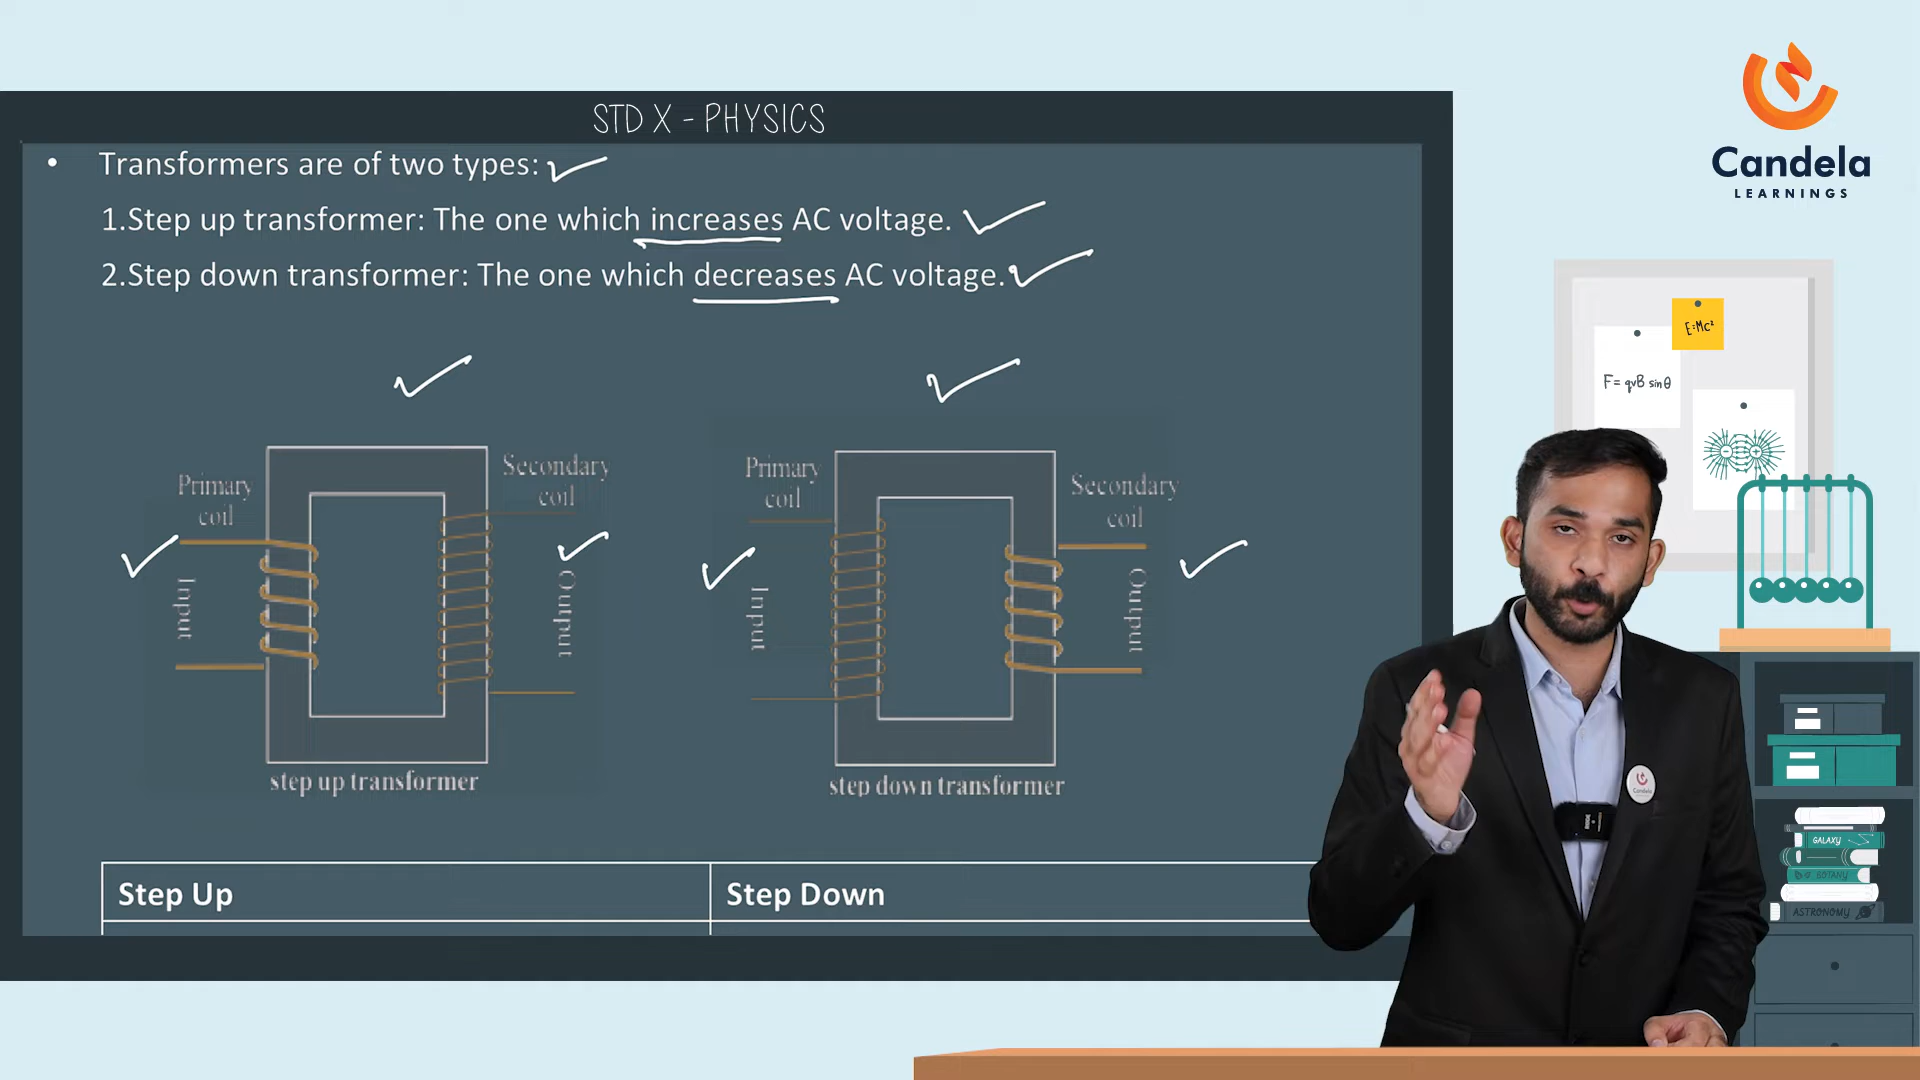 STD X - PHYSICS
• Transformers are of two types:
1.Step up transformer: The one which increases AC voltage.
2.Step down transformer: The one which decreases AC voltage.
Primary coil
Secondary coil
Input
Output
step up transformer
Primary coil
Secondary coil
Input
Output
step down transformer
Step Up
Step Down
Candela
LEARNINGS
E=Mc²
F= qvB sinθ
Candela
GALAXY
BOTANY
ASTRONOMY